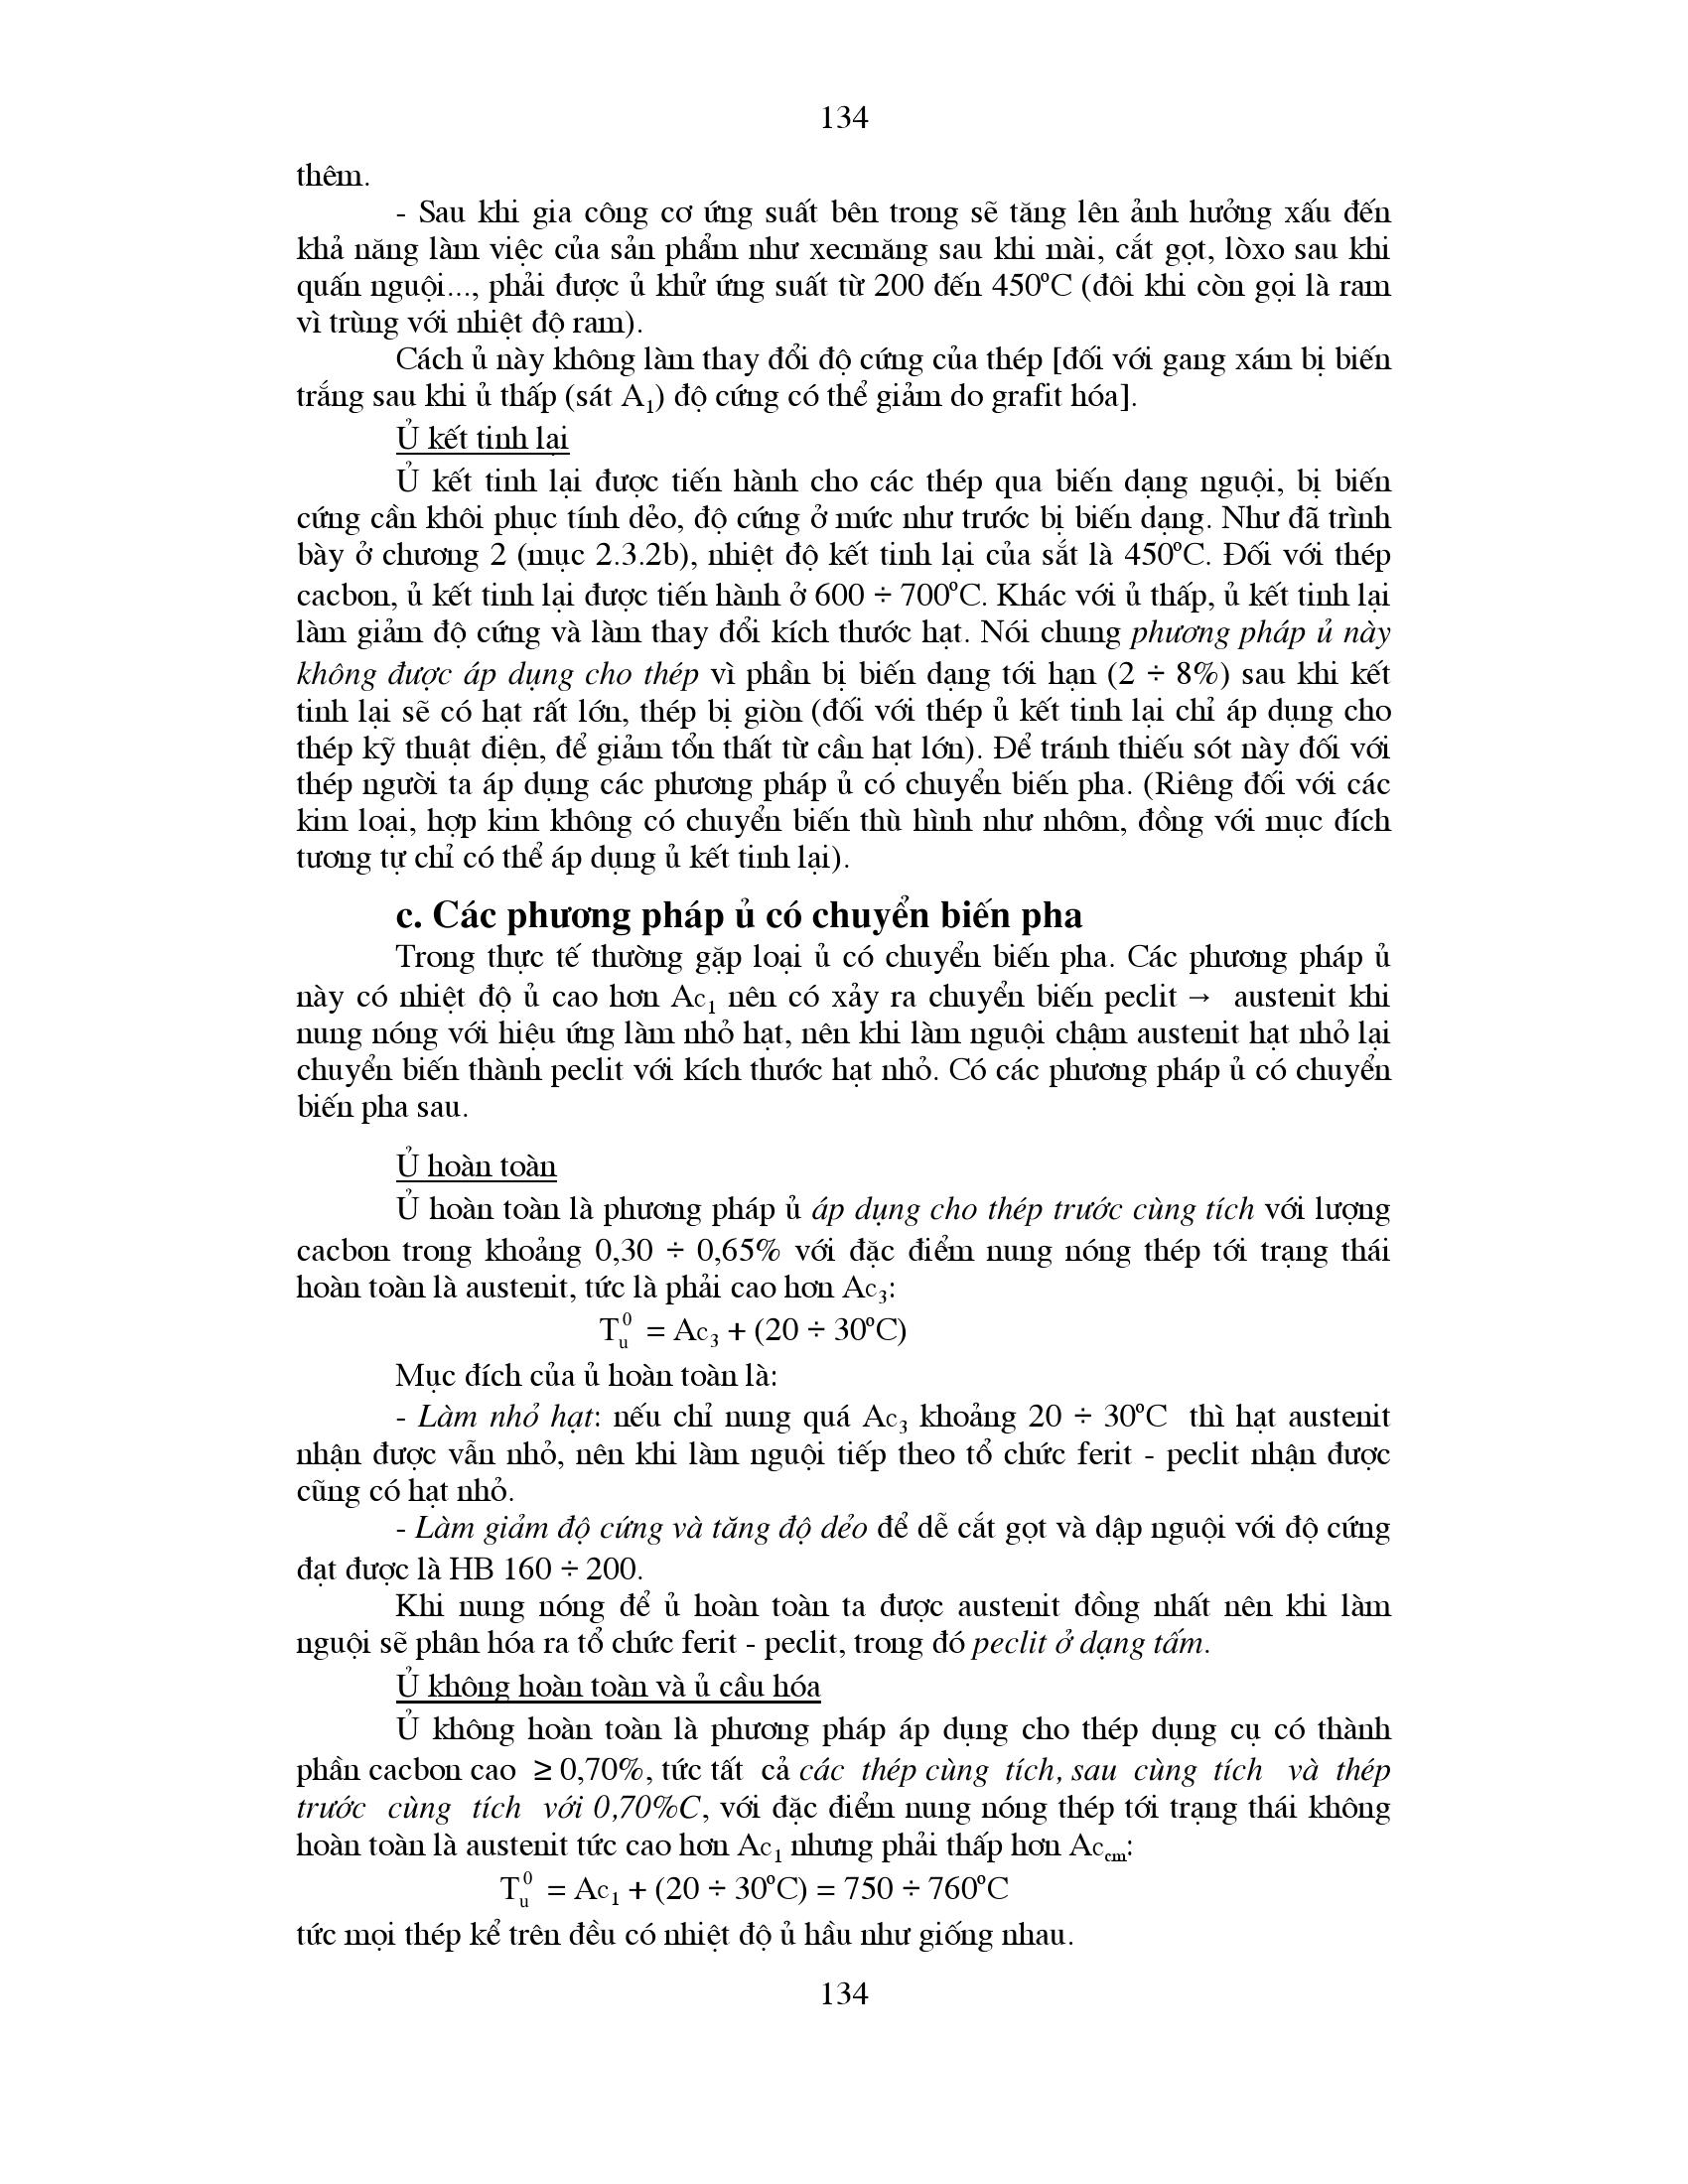 134
thêm.
- Sau khi gia công cơ ứng suất bên trong sẽ tăng lên ảnh hưởng xấu đến
khả năng làm việc của sản phẩm như xecmăng sau khi mài, cắt gọt, lòxo sau khi
quấn nguội..., phải được ủ khử ứng suất từ 200 đến 450ºC (đôi khi còn gọi là ram
vì trùng với nhiệt độ ram).
Cách ủ này không làm thay đổi độ cứng của thép [đối với gang xám bị biến
trắng sau khi ủ thấp (sát A₁) độ cứng có thể giảm do grafit hóa].
Ủ kết tinh lại
Ủ kết tinh lại được tiến hành cho các thép qua biến dạng nguội, bị biến
cứng cần khôi phục tính dẻo, độ cứng ở mức như trước bị biến dạng. Như đã trình
bày ở chương 2 (mục 2.3.2b), nhiệt độ kết tinh lại của sắt là 450ºC. Đối với thép
cacbon, ủ kết tinh lại được tiến hành ở 600 ÷ 700ºC. Khác với ủ thấp, ủ kết tinh lại
làm giảm độ cứng và làm thay đổi kích thước hạt. Nói chung phương pháp ủ này
không được áp dụng cho thép vì phần bị biến dạng tới hạn (2 ÷ 8%) sau khi kết
tinh lại sẽ có hạt rất lớn, thép bị giòn (đối với thép ủ kết tinh lại chỉ áp dụng cho
thép kỹ thuật điện, để giảm tổn thất từ cần hạt lớn). Để tránh thiếu sót này đối với
thép người ta áp dụng các phương pháp ủ có chuyển biến pha. (Riêng đối với các
kim loại, hợp kim không có chuyển biến thù hình như nhôm, đồng với mục đích
tương tự chỉ có thể áp dụng ủ kết tinh lại).
c. Các phương pháp ủ có chuyển biến pha
Trong thực tế thường gặp loại ủ có chuyển biến pha. Các phương pháp ủ
này có nhiệt độ ủ cao hơn Ac₁ nên có xảy ra chuyển biến peclit → austenit khi
nung nóng với hiệu ứng làm nhỏ hạt, nên khi làm nguội chậm austenit hạt nhỏ lại
chuyển biến thành peclit với kích thước hạt nhỏ. Có các phương pháp ủ có chuyển
biến pha sau.
Ủ hoàn toàn
Ủ hoàn toàn là phương pháp ủ áp dụng cho thép trước cùng tích với lượng
cacbon trong khoảng 0,30 ÷ 0,65% với đặc điểm nung nóng thép tới trạng thái
hoàn toàn là austenit, tức là phải cao hơn Ac₃:
Tᵤ⁰ = Ac₃ + (20 ÷ 30ºC)
Mục đích của ủ hoàn toàn là:
- Làm nhỏ hạt: nếu chỉ nung quá Ac₃ khoảng 20 ÷ 30ºC thì hạt austenit
nhận được vẫn nhỏ, nên khi làm nguội tiếp theo tổ chức ferit - peclit nhận được
cũng có hạt nhỏ.
- Làm giảm độ cứng và tăng độ dẻo để dễ cắt gọt và dập nguội với độ cứng
đạt được là HB 160 ÷ 200.
Khi nung nóng để ủ hoàn toàn ta được austenit đồng nhất nên khi làm
nguội sẽ phân hóa ra tổ chức ferit - peclit, trong đó peclit ở dạng tấm.
Ủ không hoàn toàn và ủ cầu hóa
Ủ không hoàn toàn là phương pháp áp dụng cho thép dụng cụ có thành
phần cacbon cao ≥ 0,70%, tức tất cả các thép cùng tích, sau cùng tích và thép
trước cùng tích với 0,70%C, với đặc điểm nung nóng thép tới trạng thái không
hoàn toàn là austenit tức cao hơn Ac₁ nhưng phải thấp hơn Ac cm:
Tᵤ⁰ = Ac₁ + (20 ÷ 30ºC) = 750 ÷ 760ºC
tức mọi thép kể trên đều có nhiệt độ ủ hầu như giống nhau.
134